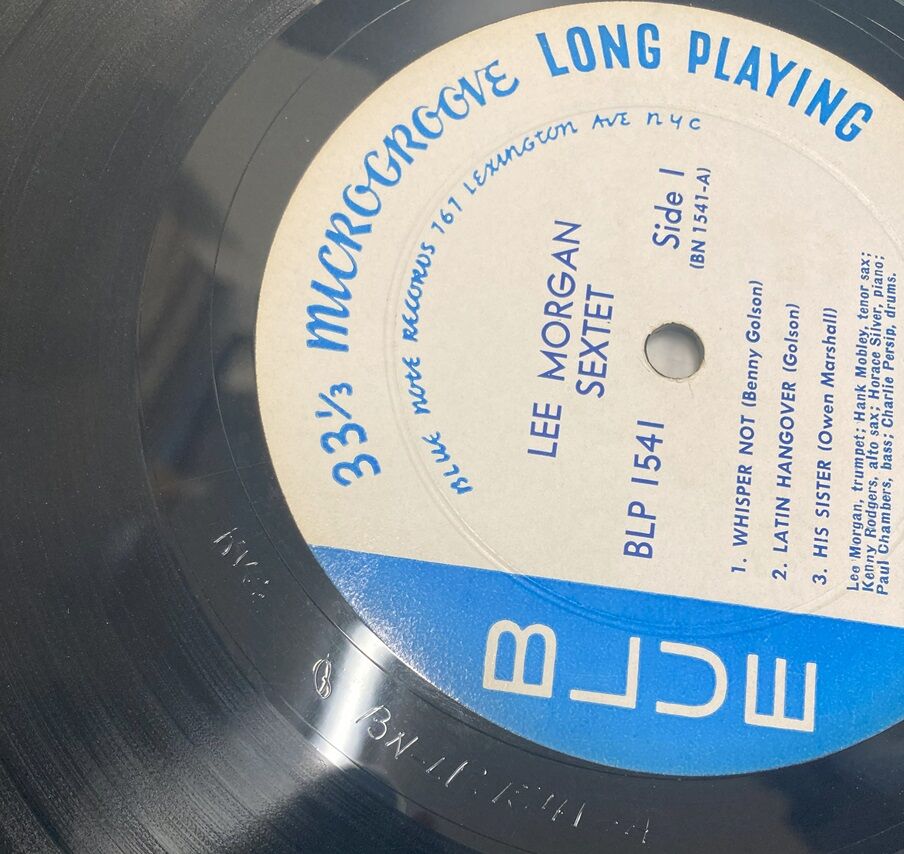 33⅓ MICROGROOVE LONG PLAYING
BLUE NOTE RECORDS 767 LEXINGTON AVE NYC
LEE MORGAN
SEXTET
BLP 1541
Side 1
(BN 1541-A)
1. WHISPER NOT (Benny Golson)
2. LATIN HANGOVER (Golson)
3. HIS SISTER (Owen Marshall)
Lee Morgan, trumpet; Hank Mobley, tenor sax;
Kenny Rodgers, alto sax; Horace Silver, piano;
Paul Chambers, bass; Charlie Persip, drums.
BLUE
BN-LP
A